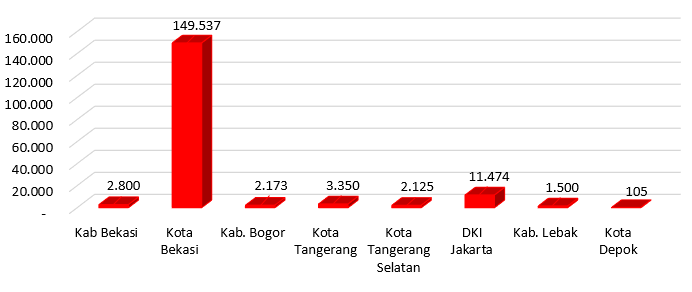 160.000
140.000
120.000
100.000
80.000
60.000
40.000
20.000
-
2.800
149.537
2.173
3.350
2.125
11.474
1.500
105
Kab Bekasi
Kota
Bekasi
Kab. Bogor
Kota
Tangerang
Kota
Tangerang
Selatan
DKI
Jakarta
Kab. Lebak
Kota
Depok